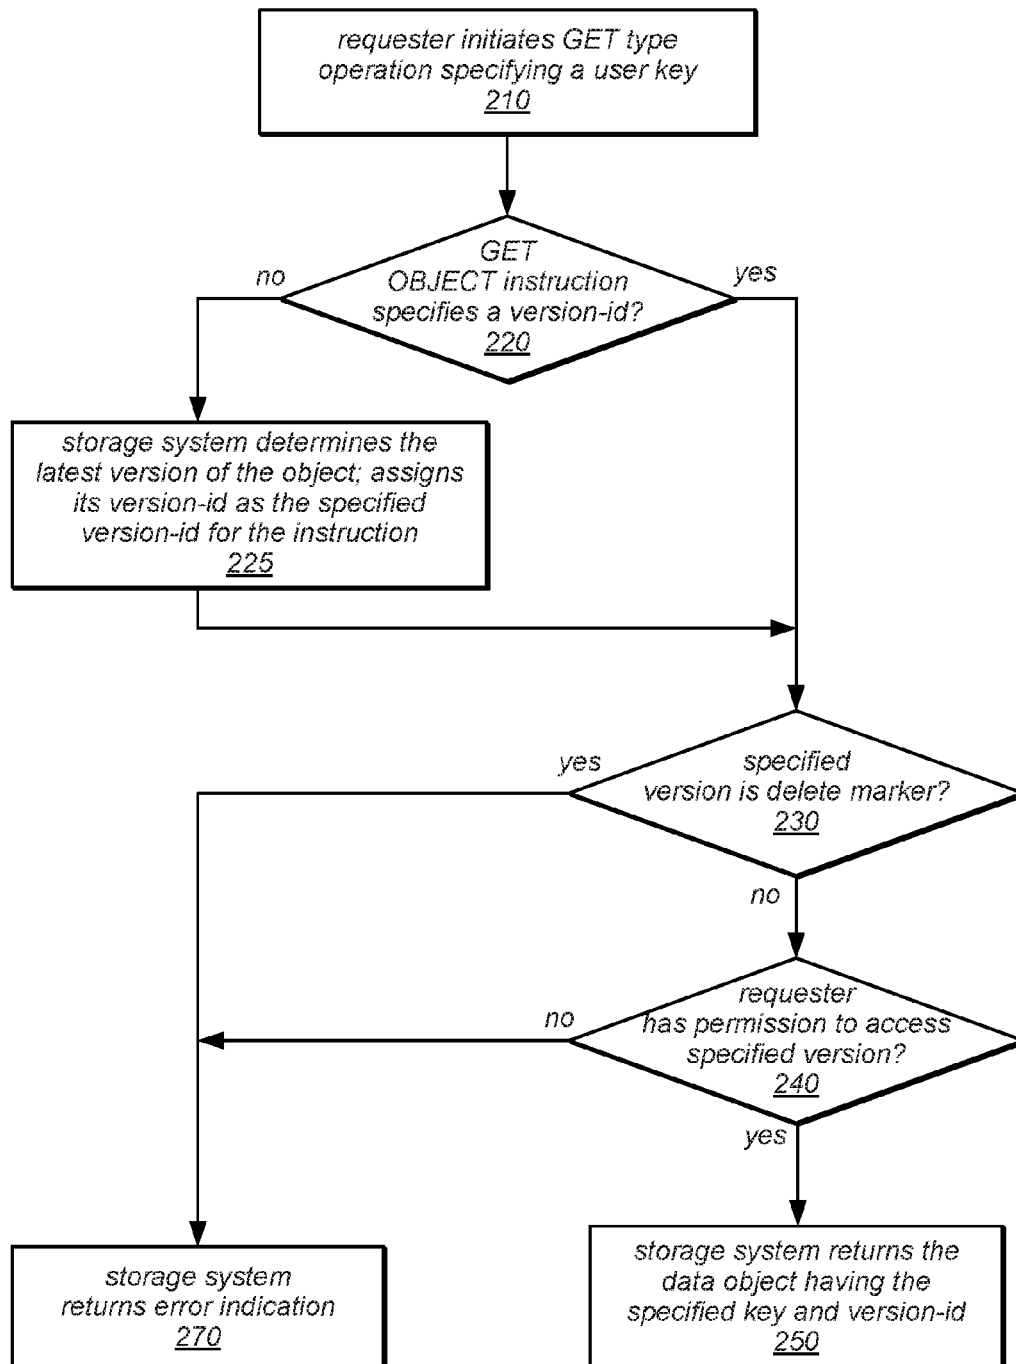 requester initiates GET type
operation specifying a user key
210
GET
OBJECT instruction
specifies a version-id?
220
no
yes
storage system determines the
latest version of the object; assigns
its version-id as the specified
version-id for the instruction
225
specified
version is delete marker?
230
yes
no
requester
has permission to access
specified version?
240
no
yes
storage system
returns error indication
270
storage system returns the
data object having the
specified key and version-id
250